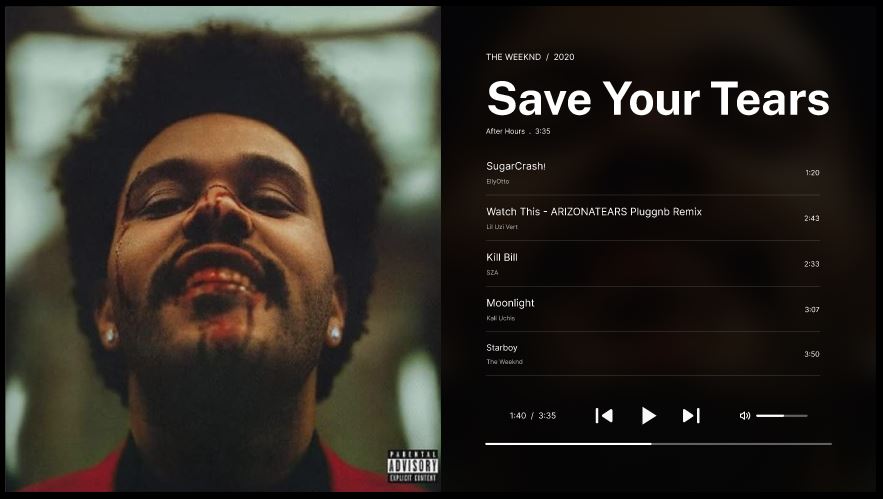 THE WEEKND / 2020
Save Your Tears
After Hours . 3:35
SugarCrash!
1:20
EllyOtto
Watch This - ARIZONATEARS Pluggnb Remix
2:43
Lil Uzi Vert
Kill Bill
2:33
SZA
Moonlight
3:07
Kali Uchis
Starboy
3:50
The Weeknd
1:40 / 3:35
PARENTAL
ADVISORY
EXPLICIT CONTENT